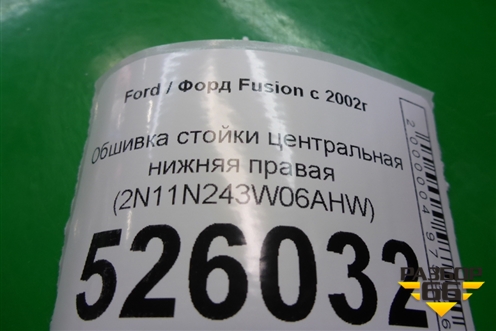 Ford / Форд Fusion с 2002г
Обшивка стойки центральная
нижняя правая
(2N11N243W06AHW)
526032
РАЗБОР
66